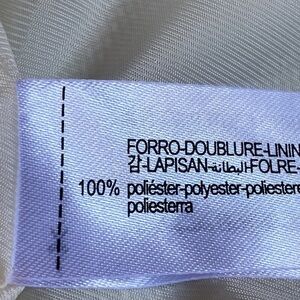 FORRO-DOUBLURE-LININ
감-LAPISAN-البطانة-FOLRE-
100% poliéster-polyester-poliestere
poliesterra